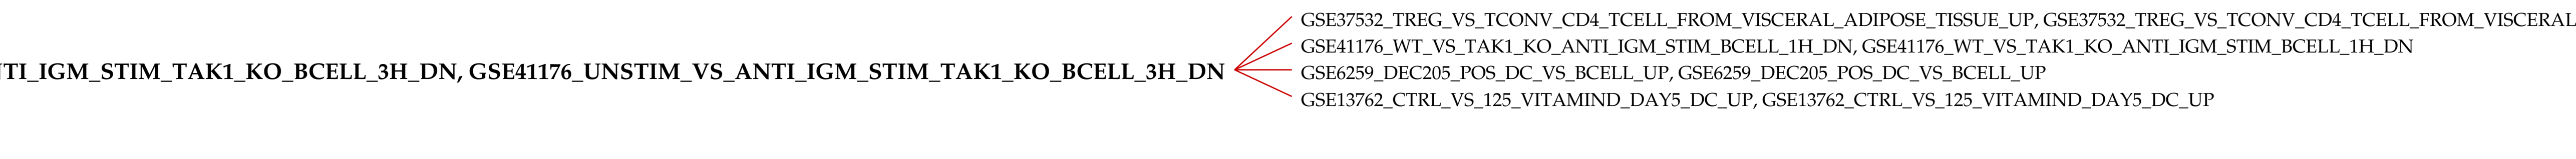 GSE37532_TREG_VS_TCONV_CD4_TCELL_FROM_VISCERAL_ADIPOSE_TISSUE_UP, GSE37532_TREG_VS_TCONV_CD4_TCELL_FROM_VISCERAL
GSE41176_WT_VS_TAK1_KO_ANTI_IGM_STIM_BCELL_1H_DN, GSE41176_WT_VS_TAK1_KO_ANTI_IGM_STIM_BCELL_1H_DN
TI_IGM_STIM_TAK1_KO_BCELL_3H_DN, GSE41176_UNSTIM_VS_ANTI_IGM_STIM_TAK1_KO_BCELL_3H_DN
GSE6259_DEC205_POS_DC_VS_BCELL_UP, GSE6259_DEC205_POS_DC_VS_BCELL_UP
GSE13762_CTRL_VS_125_VITAMIND_DAY5_DC_UP, GSE13762_CTRL_VS_125_VITAMIND_DAY5_DC_UP